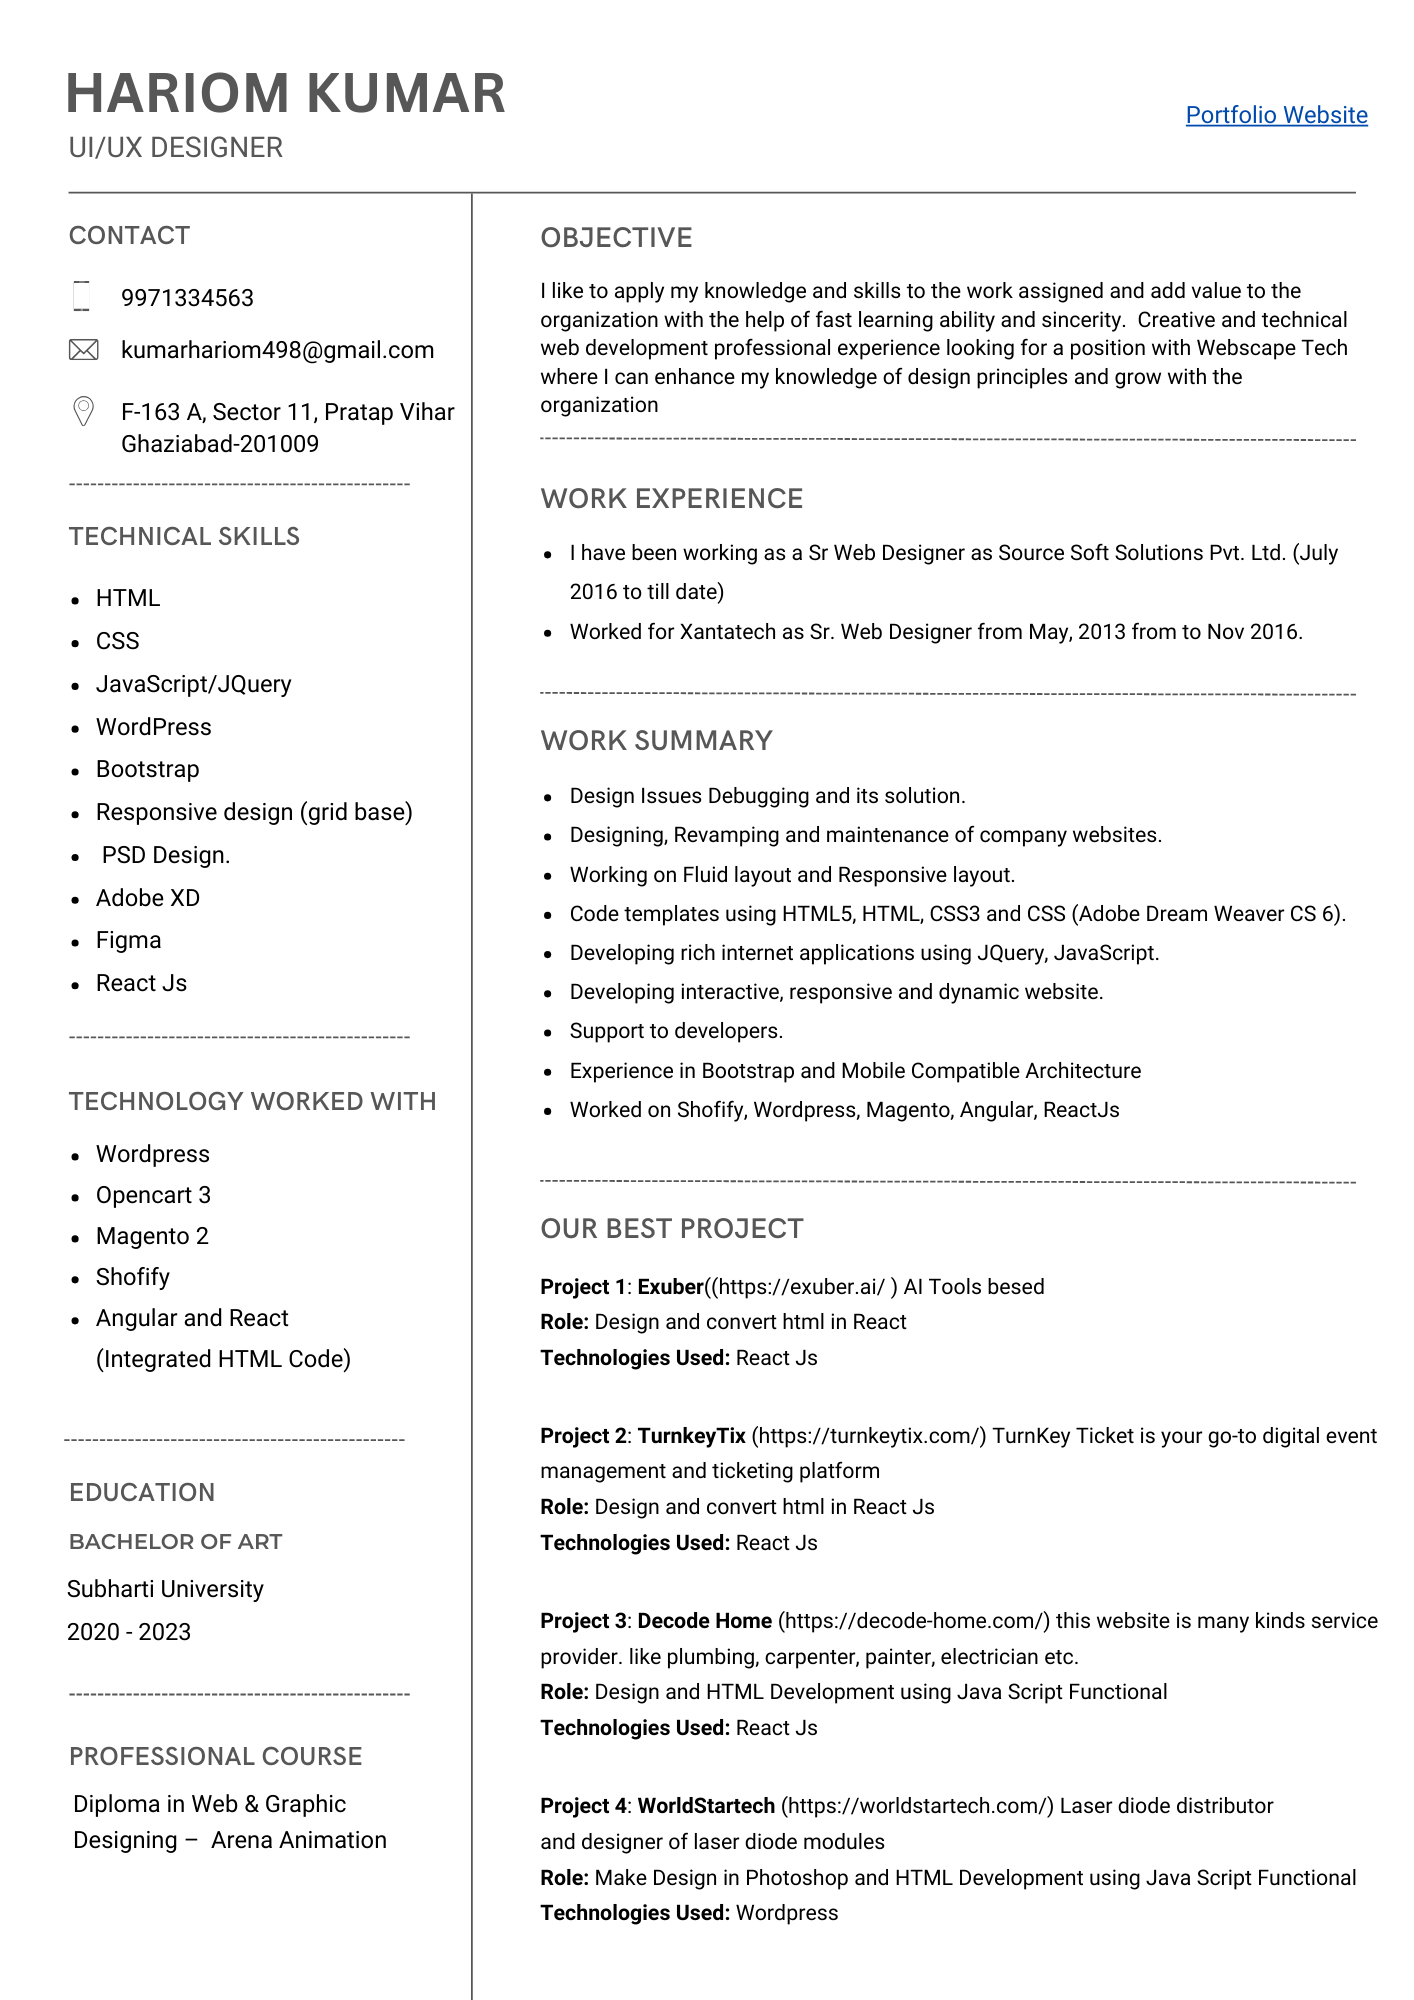 HARIOM KUMAR
UI/UX DESIGNER
Portfolio Website
CONTACT
9971334563
kumarhariom498@gmail.com
F-163 A, Sector 11, Pratap Vihar
Ghaziabad-201009
TECHNICAL SKILLS
• HTML
• CSS
• JavaScript/JQuery
• WordPress
• Bootstrap
• Responsive design (grid base)
• PSD Design.
• Adobe XD
• Figma
• React Js
TECHNOLOGY WORKED WITH
• Wordpress
• Opencart 3
• Magento 2
• Shofify
• Angular and React
(Integrated HTML Code)
EDUCATION
BACHELOR OF ART
Subharti University
2020 - 2023
PROFESSIONAL COURSE
Diploma in Web & Graphic
Designing – Arena Animation
OBJECTIVE
I like to apply my knowledge and skills to the work assigned and add value to the
organization with the help of fast learning ability and sincerity. Creative and technical
web development professional experience looking for a position with Webscape Tech
where I can enhance my knowledge of design principles and grow with the
organization
WORK EXPERIENCE
• I have been working as a Sr Web Designer as Source Soft Solutions Pvt. Ltd. (July
2016 to till date)
• Worked for Xantatech as Sr. Web Designer from May, 2013 from to Nov 2016.
WORK SUMMARY
• Design Issues Debugging and its solution.
• Designing, Revamping and maintenance of company websites.
• Working on Fluid layout and Responsive layout.
• Code templates using HTML5, HTML, CSS3 and CSS (Adobe Dream Weaver CS 6).
• Developing rich internet applications using JQuery, JavaScript.
• Developing interactive, responsive and dynamic website.
• Support to developers.
• Experience in Bootstrap and Mobile Compatible Architecture
• Worked on Shofify, Wordpress, Magento, Angular, ReactJs
OUR BEST PROJECT
Project 1: Exuber((https://exuber.ai/ ) AI Tools besed
Role: Design and convert html in React
Technologies Used: React Js
Project 2: TurnkeyTix (https://turnkeytix.com/) TurnKey Ticket is your go-to digital event
management and ticketing platform
Role: Design and convert html in React Js
Technologies Used: React Js
Project 3: Decode Home (https://decode-home.com/) this website is many kinds service
provider. like plumbing, carpenter, painter, electrician etc.
Role: Design and HTML Development using Java Script Functional
Technologies Used: React Js
Project 4: WorldStartech (https://worldstartech.com/) Laser diode distributor
and designer of laser diode modules
Role: Make Design in Photoshop and HTML Development using Java Script Functional
Technologies Used: Wordpress